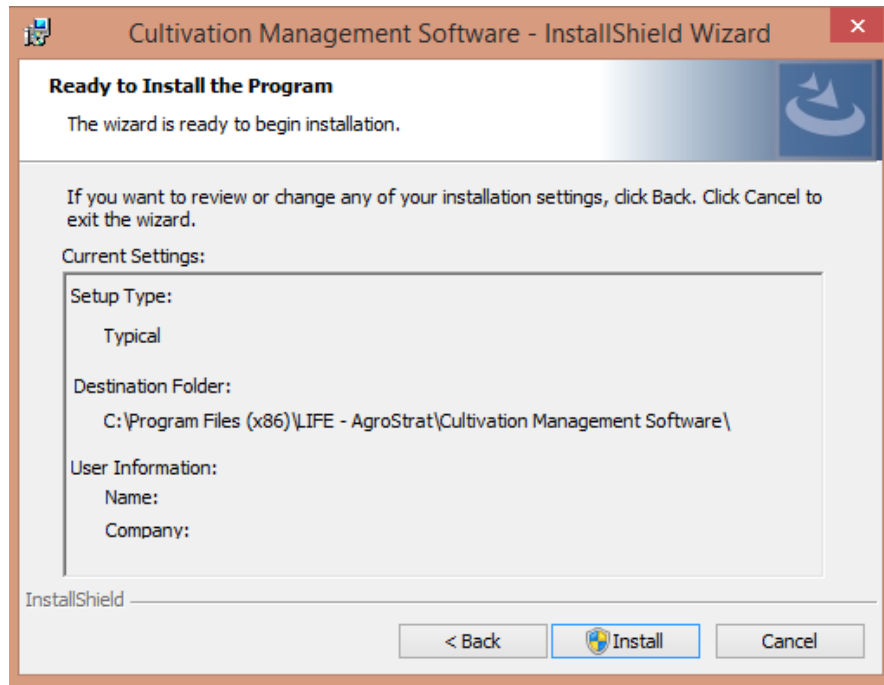 Cultivation Management Software - InstallShield Wizard
Ready to Install the Program
The wizard is ready to begin installation.
If you want to review or change any of your installation settings, click Back. Click Cancel to
exit the wizard.
Current Settings:
Setup Type:
Typical
Destination Folder:
C:\Program Files (x86)\LIFE - AgroStrat\Cultivation Management Software\
User Information:
Name:
Company:
InstallShield
< Back
Install
Cancel